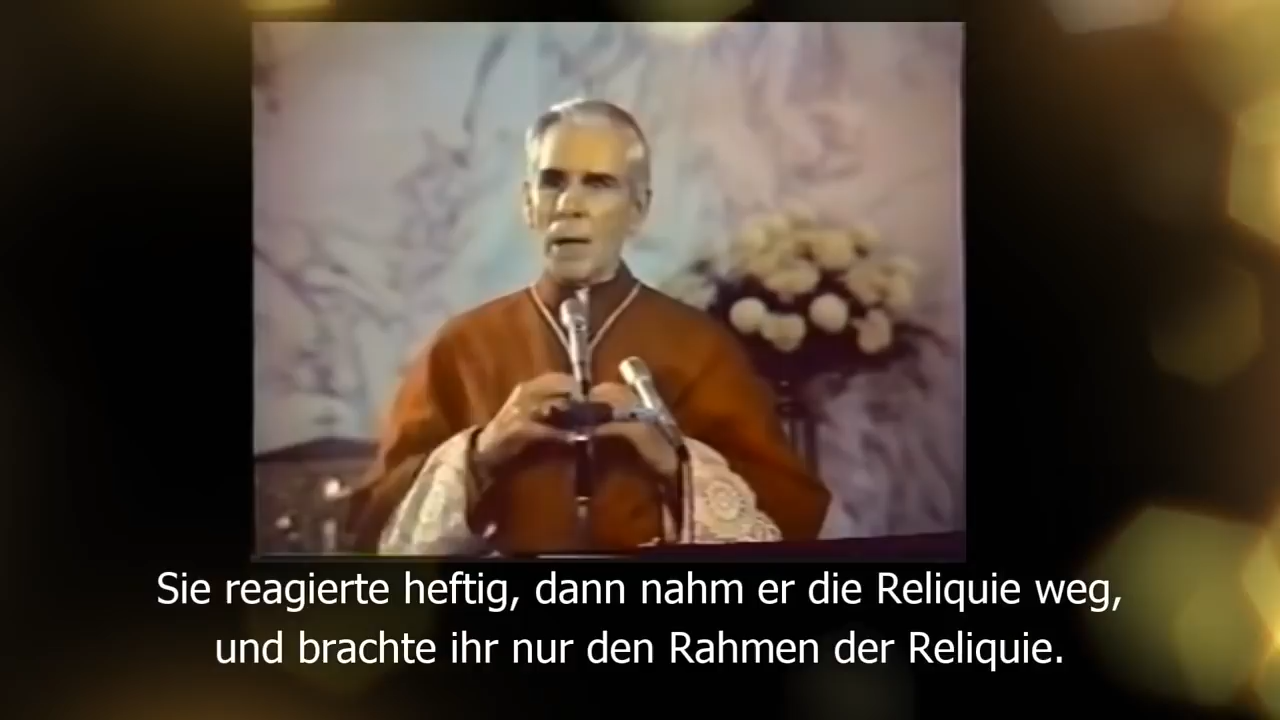 Sie reagierte heftig, dann nahm er die Reliquie weg,
und brachte ihr nur den Rahmen der Reliquie.